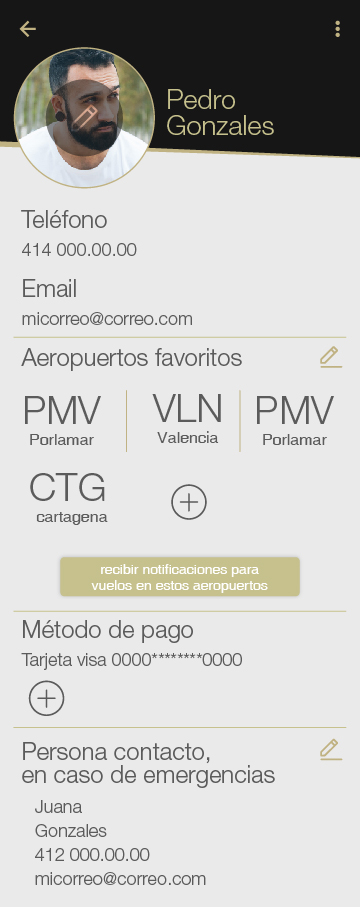 Pedro
Gonzales
Teléfono
414 000.00.00
Email
micorreo@correo.com
Aeropuertos favoritos
PMV VLN PMV
Porlamar Valencia Porlamar
CTG
cartagena
recibir notificaciones para
vuelos en estos aeropuertos
Método de pago
Tarjeta visa 0000********0000
Persona contacto,
en caso de emergencias
Juana
Gonzales
412 000.00.00
micorreo@correo.com